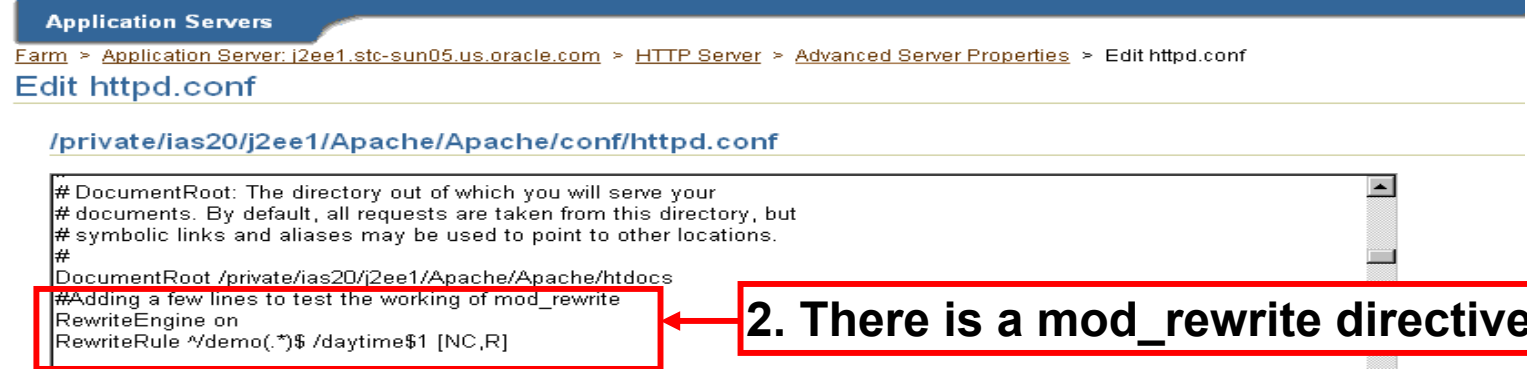 Application Servers
Farm > Application Server: j2ee1.stc-sun05.us.oracle.com > HTTP Server > Advanced Server Properties > Edit httpd.conf
Edit httpd.conf
/private/ias20/j2ee1/Apache/Apache/conf/httpd.conf
# DocumentRoot: The directory out of which you will serve your
# documents. By default, all requests are taken from this directory, but
# symbolic links and aliases may be used to point to other locations.
#
DocumentRoot /private/ias20/j2ee1/Apache/Apache/htdocs
#Adding a few lines to test the working of mod_rewrite
RewriteEngine on
RewriteRule ^/demo(.*)$ /daytime$1 [NC,R]
2. There is a mod_rewrite directive